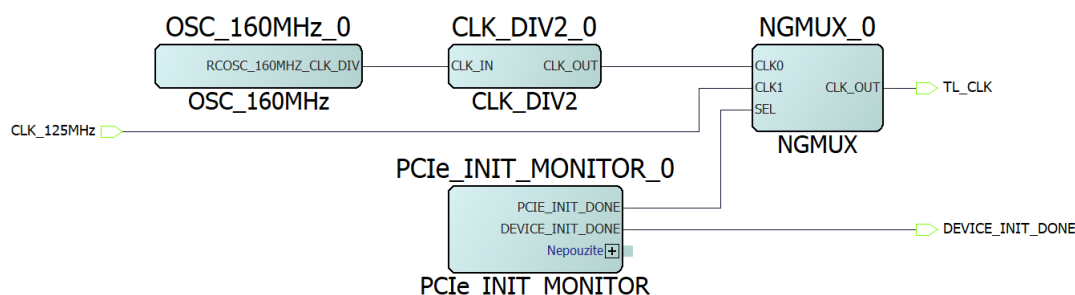 OSC_160MHz_0
CLK_DIV2_0
NGMUX_0
RCOSC_160MHZ_CLK_DIV
CLK_IN
CLK_OUT
CLK0
CLK1
CLK_OUT
SEL
TL_CLK
OSC_160MHz
CLK_DIV2
NGMUX
CLK_125MHz
PCIe_INIT_MONITOR_0
PCIE_INIT_DONE
DEVICE_INIT_DONE
Nepouzite
DEVICE_INIT_DONE
PCIe_INIT_MONITOR